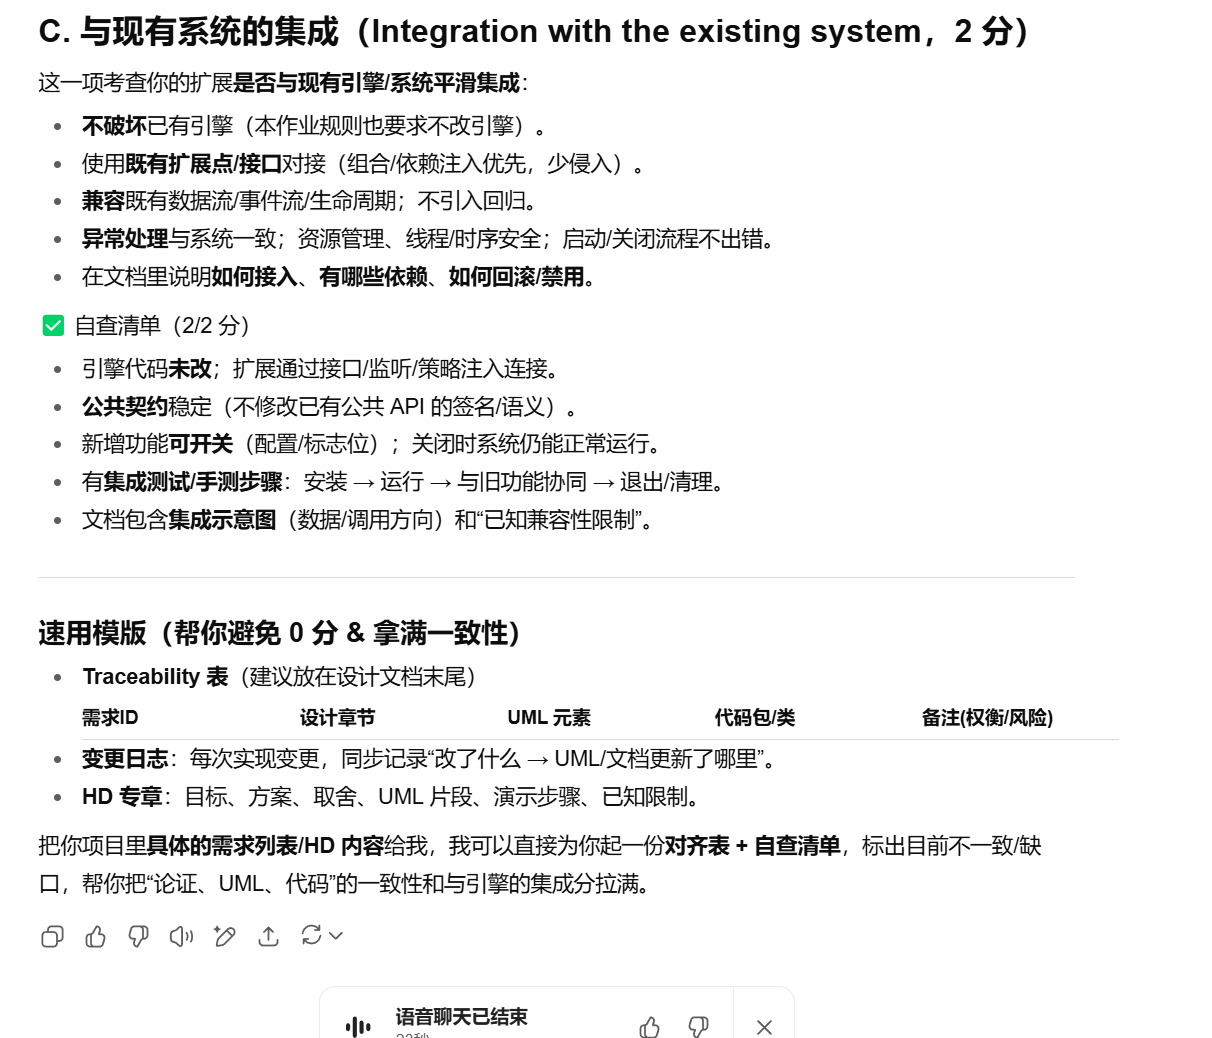 C. 与现有系统的集成（Integration with the existing system，2 分）
这一项考查你的扩展是否与现有引擎/系统平滑集成：
不破坏已有引擎（本作业规则也要求不改引擎）。
使用既有扩展点/接口对接（组合/依赖注入优先，少侵入）。
兼容既有数据流/事件流/生命周期；不引入回归。
异常处理与系统一致；资源管理、线程/时序安全；启动/关闭流程不出错。
在文档里说明如何接入、有哪些依赖、如何回滚/禁用。
✅ 自查清单（2/2 分）
引擎代码未改；扩展通过接口/监听/策略注入连接。
公共契约稳定（不修改已有公共 API 的签名/语义）。
新增功能可开关（配置/标志位）；关闭时系统仍能正常运行。
有集成测试/手测步骤：安装 → 运行 → 与旧功能协同 → 退出/清理。
文档包含集成示意图（数据/调用方向）和“已知兼容性限制”。
速用模版（帮你避免 0 分 & 拿满一致性）
Traceability 表（建议放在设计文档末尾）
需求ID 设计章节 UML 元素 代码包/类 备注(权衡/风险)
变更日志：每次实现变更，同步记录“改了什么 → UML/文档更新了哪里”。
HD 专章：目标、方案、取舍、UML 片段、演示步骤、已知限制。
把你项目里具体的需求列表/HD 内容给我，我可以直接为你起一份对齐表 + 自查清单，标出目前不一致/缺
口，帮你把“论证、UML、代码”的一致性和与引擎的集成分拉满。
语音聊天已结束